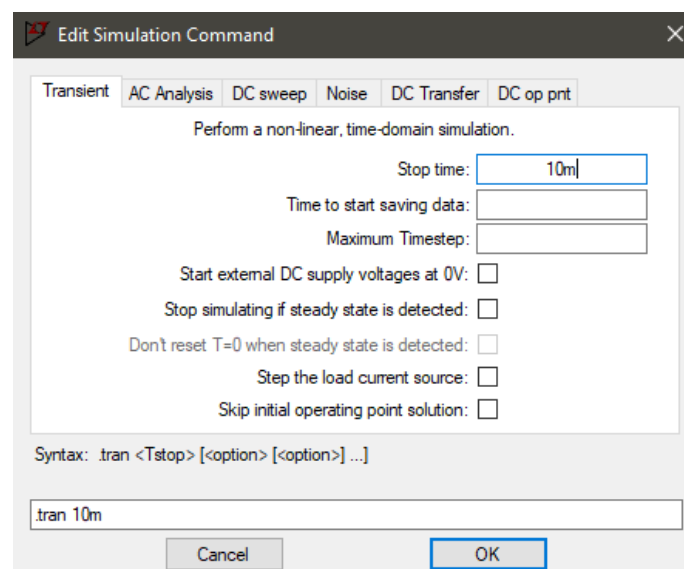 Edit Simulation Command
Transient AC Analysis DC sweep Noise DC Transfer DC op pnt
Perform a non-linear, time-domain simulation.
Stop time: 10m
Time to start saving data:
Maximum Timestep:
Start external DC supply voltages at 0V:
Stop simulating if steady state is detected:
Don't reset T=0 when steady state is detected:
Step the load current source:
Skip initial operating point solution:
Syntax: .tran <Tstop> [<option> [<option>] ...]
.tran 10m
Cancel OK